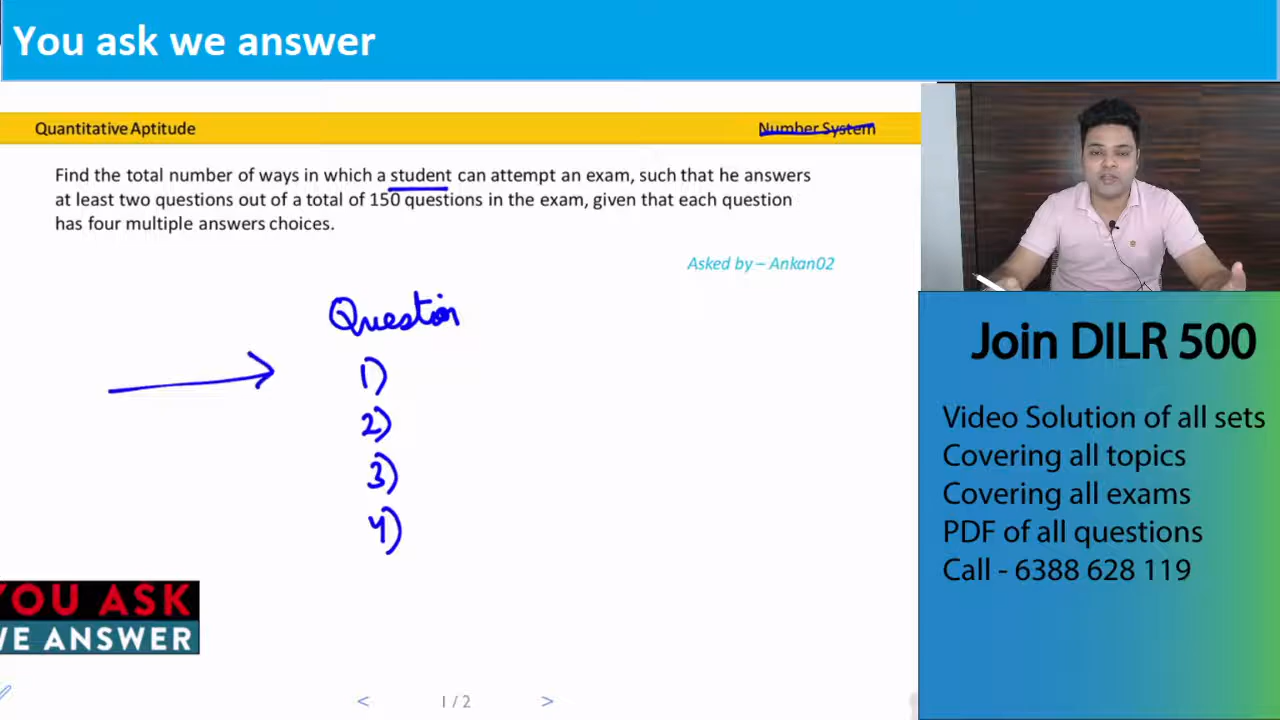 You ask we answer
Quantitative Aptitude
Number System
Find the total number of ways in which a student can attempt an exam, such that he answers
at least two questions out of a total of 150 questions in the exam, given that each question
has four multiple answers choices.
Asked by – Ankan02
Question
1)
2)
3)
4)
YOU ASK
WE ANSWER
< 1 / 2 >
Join DILR 500
Video Solution of all sets
Covering all topics
Covering all exams
PDF of all questions
Call - 6388 628 119